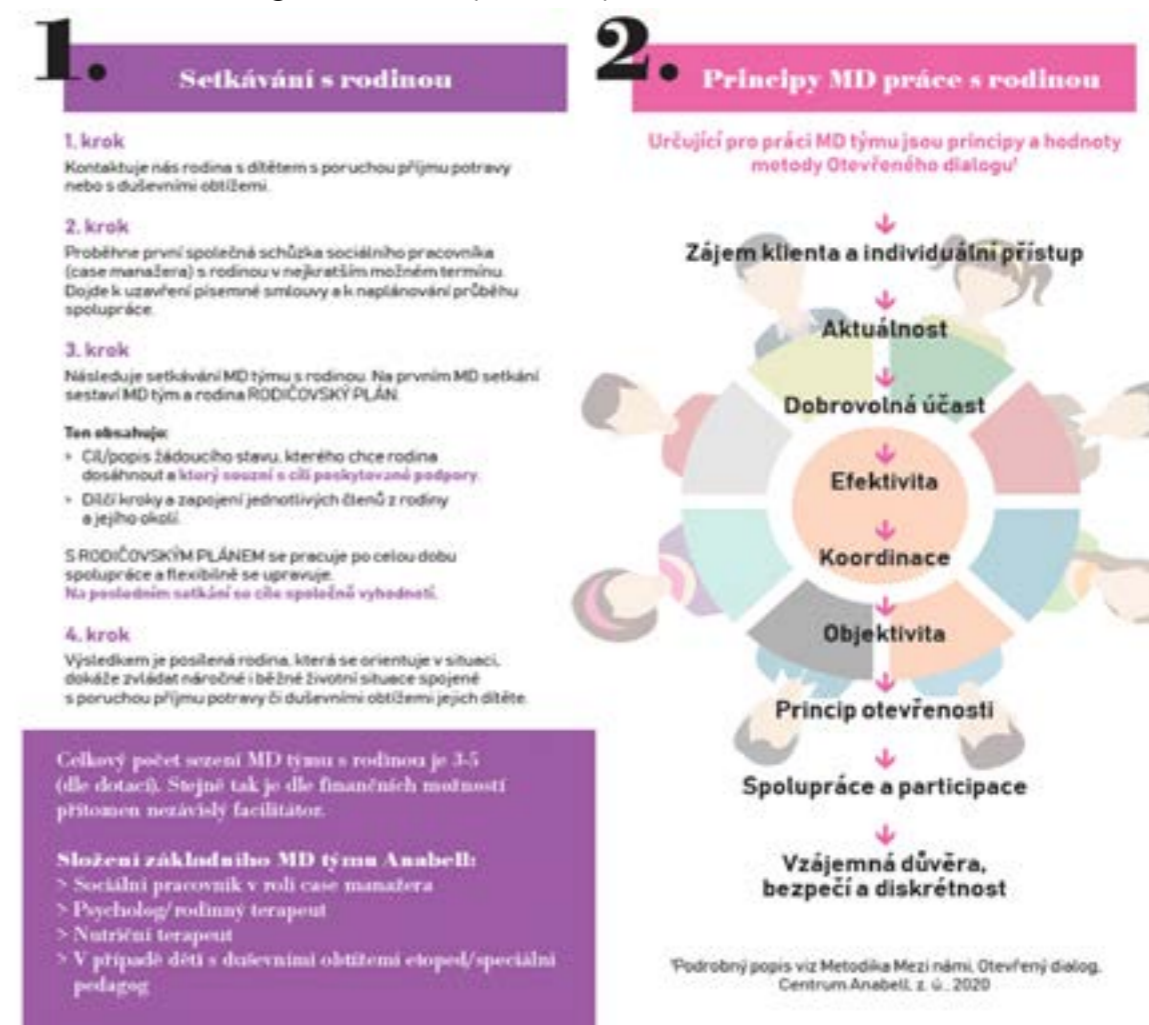 1.
Setkávání s rodinou
1. krok
Kontaktuje nás rodina s dítětem s poruchou příjmu potravy
nebo s duševními obtížemi.
2. krok
Proběhne první společná schůzka sociálního pracovníka
(case manažera) s rodinou v nejkratším možném termínu.
Dojde k uzavření písemné smlouvy a k naplánování průběhu
spolupráce.
3. krok
Následuje setkávání MD týmu s rodinou. Na prvním MD setkání
sestaví MD tým a rodina RODIČOVSKÝ PLÁN.
Ten obsahuje:
» Cíl/popis žádoucího stavu, kterého chce rodina
dosáhnout a který souzní s cíli poskytované podpory.
» Dílčí kroky a zapojení jednotlivých členů z rodiny
a jejího okolí.
S RODIČOVSKÝM PLÁNEM se pracuje po celou dobu
spolupráce a flexibilně se upravuje.
Na posledním setkání se cíle společně vyhodnotí.
4. krok
Výsledkem je posílená rodina, která se orientuje v situaci,
dokáže zvládat náročné i běžné životní situace spojené
s poruchou příjmu potravy či duševními obtížemi jejich dítěte.
Celkový počet sezení MD týmu s rodinou je 3-5
(dle dotací). Stejně tak je dle finančních možností
přítomen nezávislý facilitátor.
Složení základního MD týmu Anabell:
> Sociální pracovník v roli case manažera
> Psycholog/rodinný terapeut
> Nutriční terapeut
> V případě dětí s duševními obtížemi etoped/speciální
pedagog
2.
Principy MD práce s rodinou
Určující pro práci MD týmu jsou principy a hodnoty
metody Otevřeného dialogu¹
Zájem klienta a individuální přístup
Aktuálnost
Dobrovolná účast
Efektivita
Koordinace
Objektivita
Princip otevřenosti
Spolupráce a participace
Vzájemná důvěra,
bezpečí a diskrétnost
¹Podrobný popis viz Metodika Mezi námi, Otevřený dialog,
Centrum Anabell, z. ú., 2020